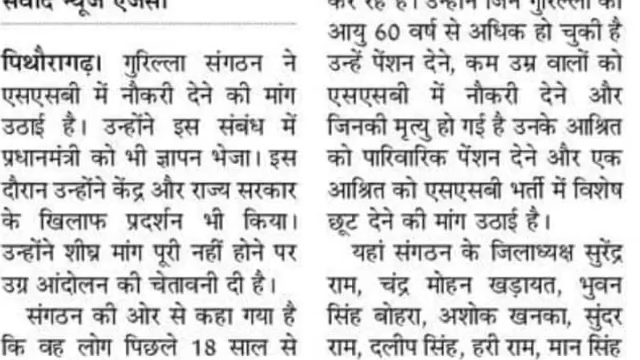 संवाद न्यूज एजेंसी
पिथौरागढ़। गुरिल्ला संगठन ने
एसएसबी में नौकरी देने की मांग
उठाई है। उन्होंने इस संबंध में
प्रधानमंत्री को भी ज्ञापन भेजा। इस
दौरान उन्होंने केंद्र और राज्य सरकार
के खिलाफ प्रदर्शन भी किया।
उन्होंने शीघ्र मांग पूरी नहीं होने पर
उग्र आंदोलन की चेतावनी दी है।
संगठन की ओर से कहा गया है
कि वह लोग पिछले 18 साल से
कर रहे हैं। उन्होंने जिन गुरिल्ला की
आयु 60 वर्ष से अधिक हो चुकी है
उन्हें पेंशन देने, कम उम्र वालों को
एसएसबी में नौकरी देने और
जिनकी मृत्यु हो गई है उनके आश्रित
को पारिवारिक पेंशन देने और एक
आश्रित को एसएसबी भर्ती में विशेष
छूट देने की मांग उठाई है।
यहां संगठन के जिलाध्यक्ष सुरेंद्र
राम, चंद्र मोहन खड़ायत, भुवन
सिंह बोहरा, अशोक खनका, सुंदर
राम, दलीप सिंह, हरी राम, मान सिंह